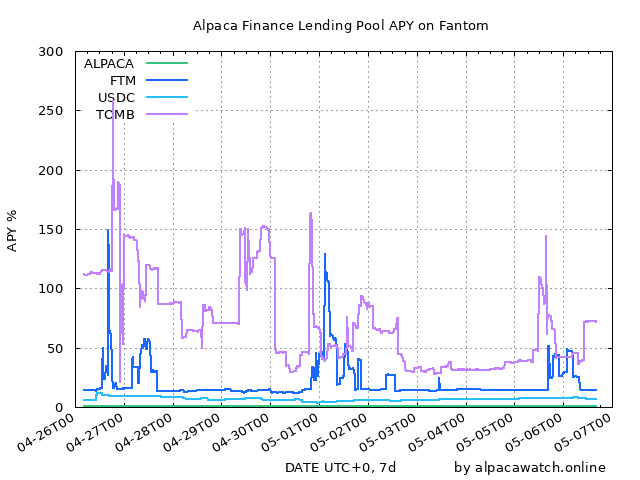 Alpaca Finance Lending Pool APY on Fantom
300
250
200
150
100
50
0
APY %
ALPACA
FTM
USDC
TOMB
04-26T00
04-27T00
04-28T00
04-29T00
04-30T00
05-01T00
05-02T00
05-03T00
05-04T00
05-05T00
05-06T00
05-07T00
DATE UTC+0, 7d
by alpacawatch.online